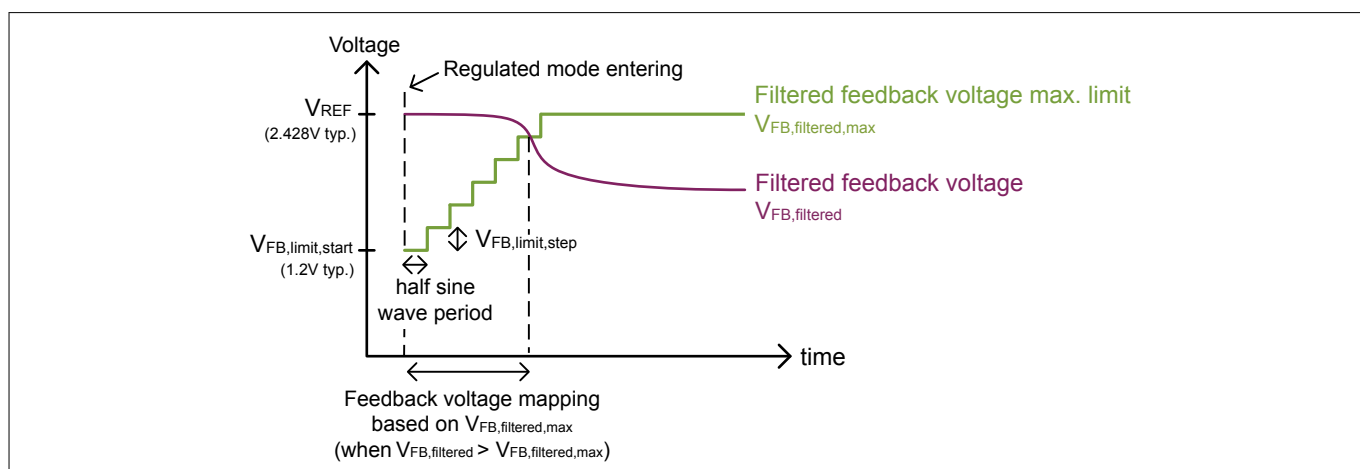 Voltage
Regulated mode entering
VREF
(2.428V typ.)
Filtered feedback voltage max. limit
VFB,filtered,max
Filtered feedback voltage
VFB,filtered
VFB,limit,start
(1.2V typ.)
VFB,limit,step
half sine
wave period
time
Feedback voltage mapping
based on VFB,filtered,max
(when VFB,filtered > VFB,filtered,max)